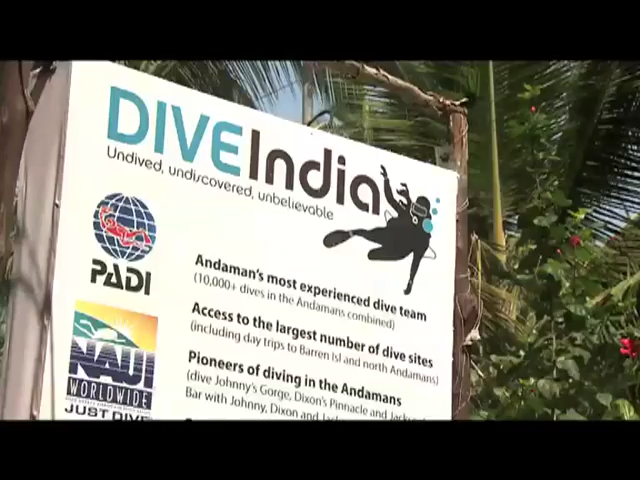 DIVEIndia
Undived, undiscovered, unbelievable
PADI
Andaman's most experienced dive team
(10,000+ dives in the Andamans combined)
Access to the largest number of dive sites
(including day trips to Barren Isl and north Andamans)
NAUI
WORLDWIDE
JUST DIVE
Pioneers of diving in the Andamans
(dive Johnny's Gorge, Dixon's Pinnacle and
Bar with Johnny, Dixon and